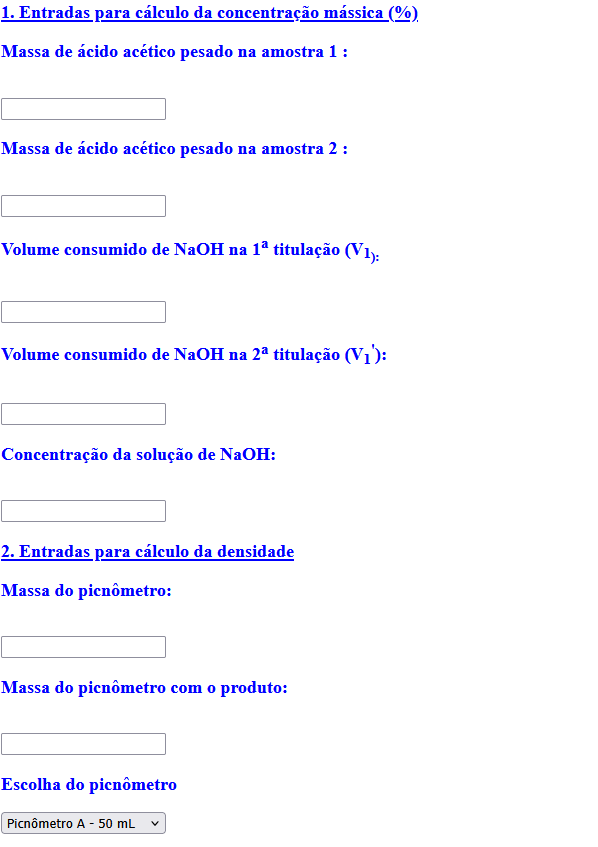 1. Entradas para cálculo da concentração mássica (%)
Massa de ácido acético pesado na amostra 1 :
Massa de ácido acético pesado na amostra 2 :
Volume consumido de NaOH na 1ª titulação (V1):
Volume consumido de NaOH na 2ª titulação (V1'):
Concentração da solução de NaOH:
2. Entradas para cálculo da densidade
Massa do picnômetro:
Massa do picnômetro com o produto:
Escolha do picnômetro
Picnômetro A - 50 mL